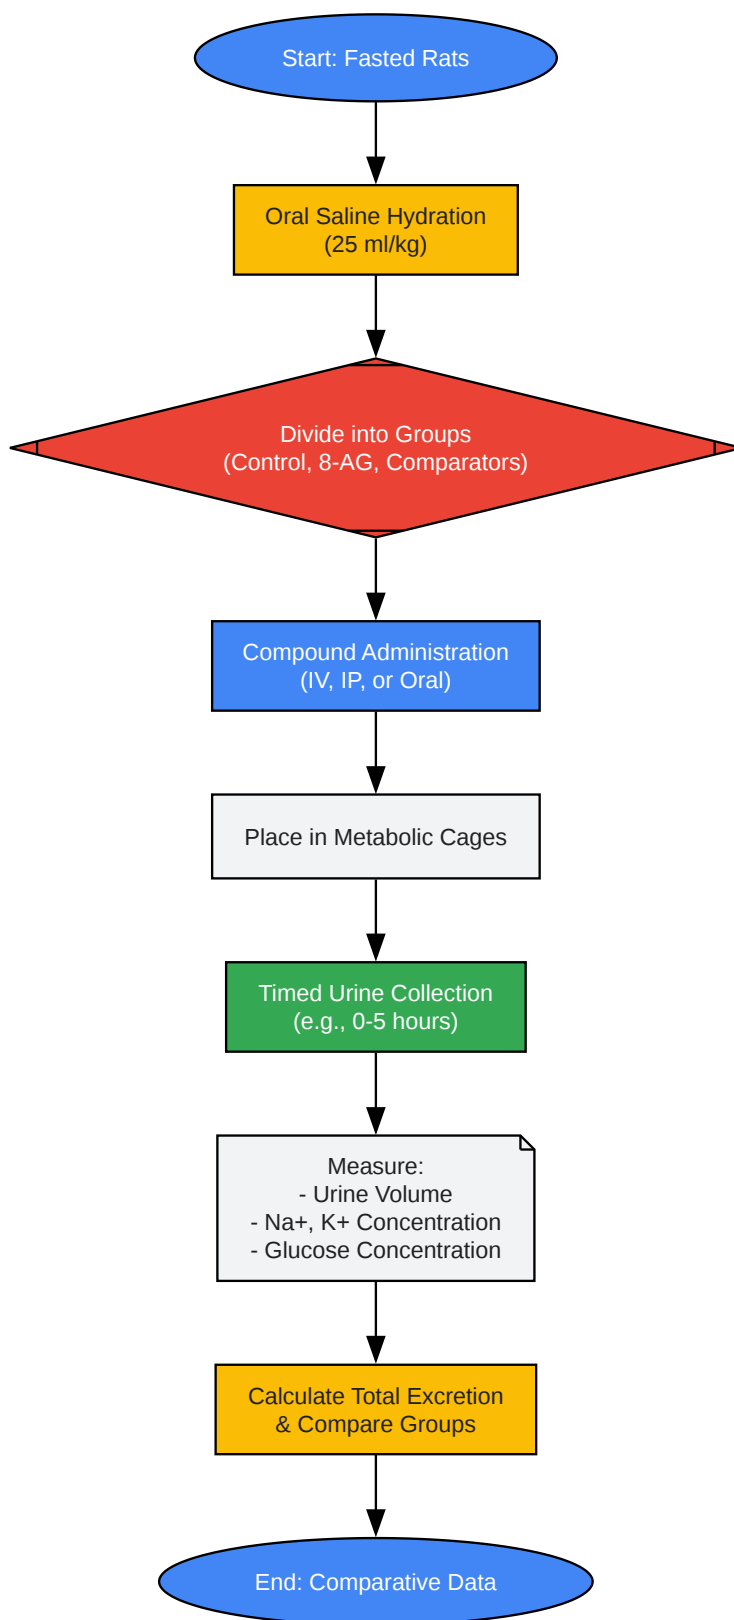 Start: Fasted Rats
Oral Saline Hydration
(25 ml/kg)
Divide into Groups
(Control, 8-AG, Comparators)
Compound Administration
(IV, IP, or Oral)
Place in Metabolic Cages
Timed Urine Collection
(e.g., 0-5 hours)
Measure:
- Urine Volume
- Na+, K+ Concentration
- Glucose Concentration
Calculate Total Excretion
& Compare Groups
End: Comparative Data